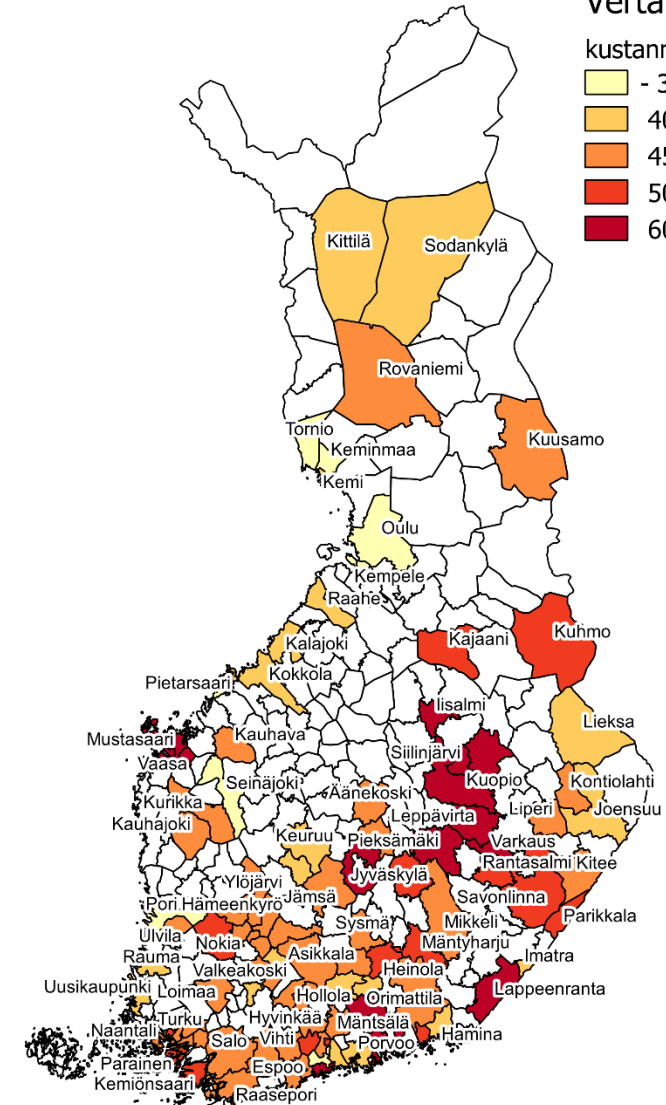 Verta
kustann
- 3
40
45
50
60
Kittilä
Sodankylä
Rovaniemi
Tornio
Keminmaa
Kuusamo
Kemi
Oulu
Kempele
Raahe
Kalajoki
Kajaani
Kuhmo
Kokkola
Pietarsaari
Iisalmi
Lieksa
Mustasaari
Kauhava
Siilinjärvi
Vaasa
Seinäjoki
Kuopio
Kontiolahti
Äänekoski
Kurikka
Liperi
Joensuu
Kauhajoki
Leppävirta
Keuruu
Pieksämäki
Varkaus
Rantasalmi
Kitee
Jyväskylä
Ylöjärvi
Jämsä
Savonlinna
Pori
Hämeenkyrö
Sysmä
Mikkeli
Parikkala
Ulvila
Nokia
Mäntyharju
Rauma
Asikkala
Imatra
Valkeakoski
Heinola
Uusikaupunki
Loimaa
Hollola
Orimattila
Lappeenranta
Turku
Hyvinkää
Mäntsälä
Naantali
Salo
Vihti
Porvoo
Hamina
Parainen
Espoo
Kemiönsaari
Raasepori